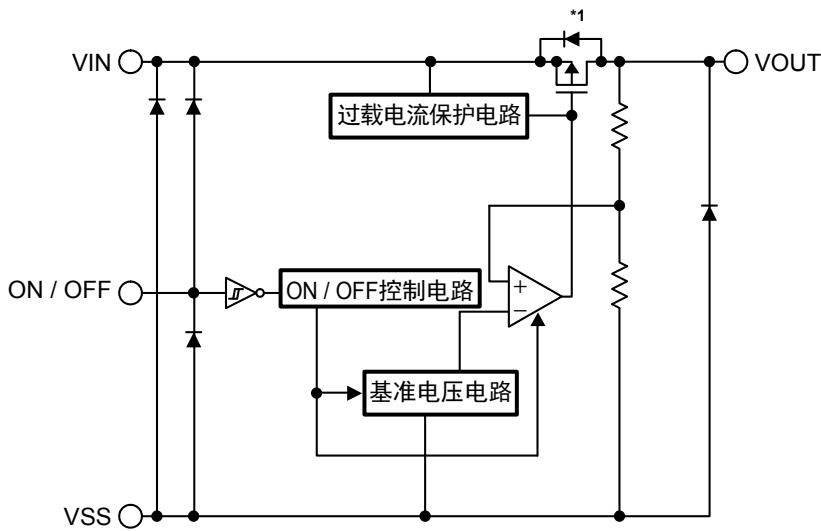 *1
VIN
VOUT
过载电流保护电路
ON / OFF
ON / OFF控制电路
+
−
基准电压电路
VSS